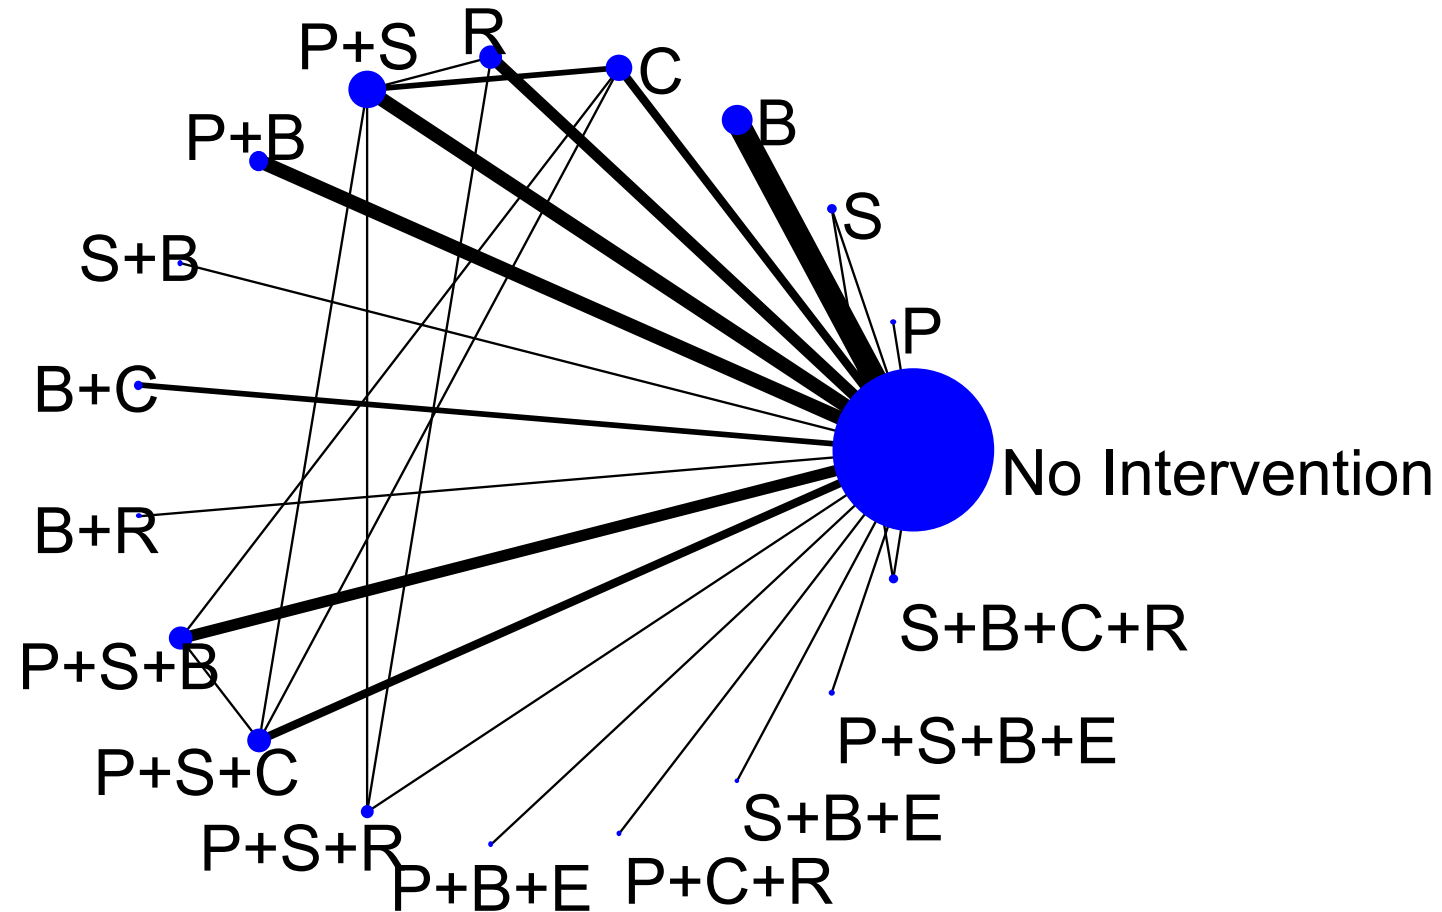 R
P+S
C
B
P+B
S
S+B
P
B+C
No Intervention
B+R
S+B+C+R
P+S+B
P+S+B+E
P+S+C
S+B+E
P+S+R
P+C+R
P+B+E